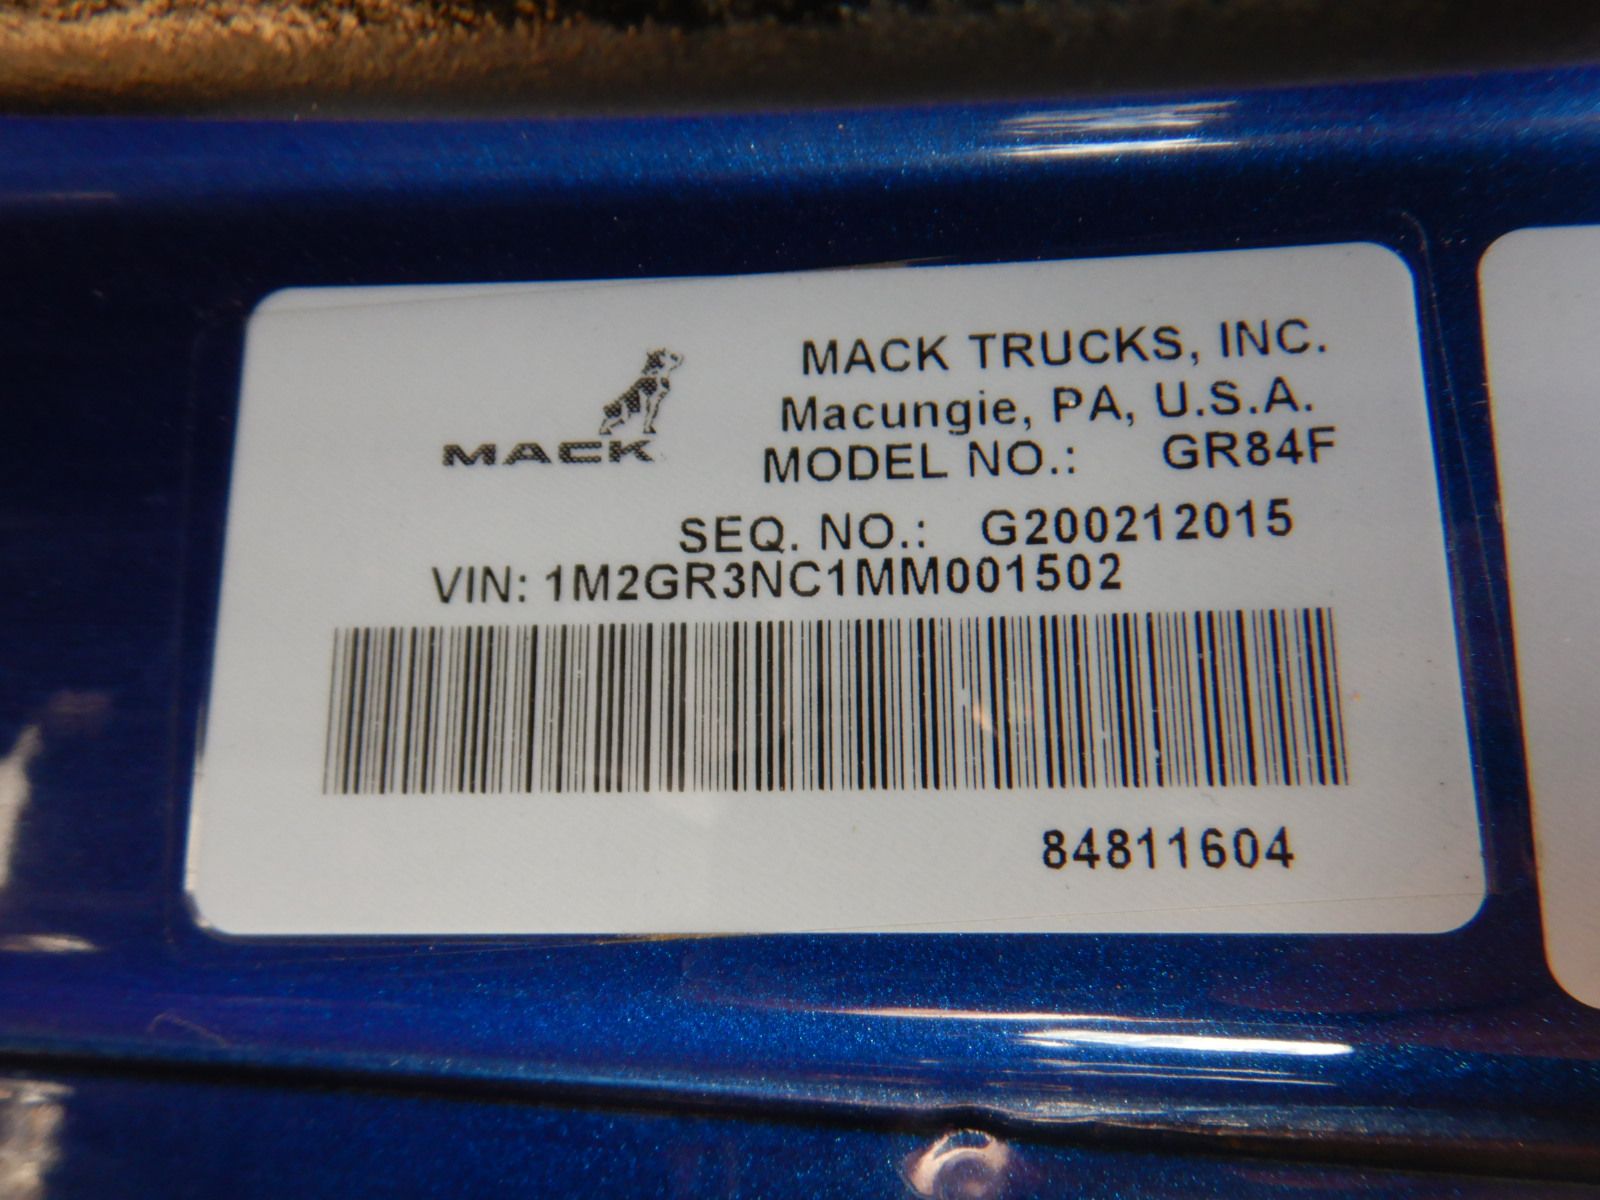 MACK
MACK TRUCKS, INC.
Macungie, PA, U.S.A.
MODEL NO.: GR84F
SEQ. NO.: G200212015
VIN: 1M2GR3NC1MM001502
84811604